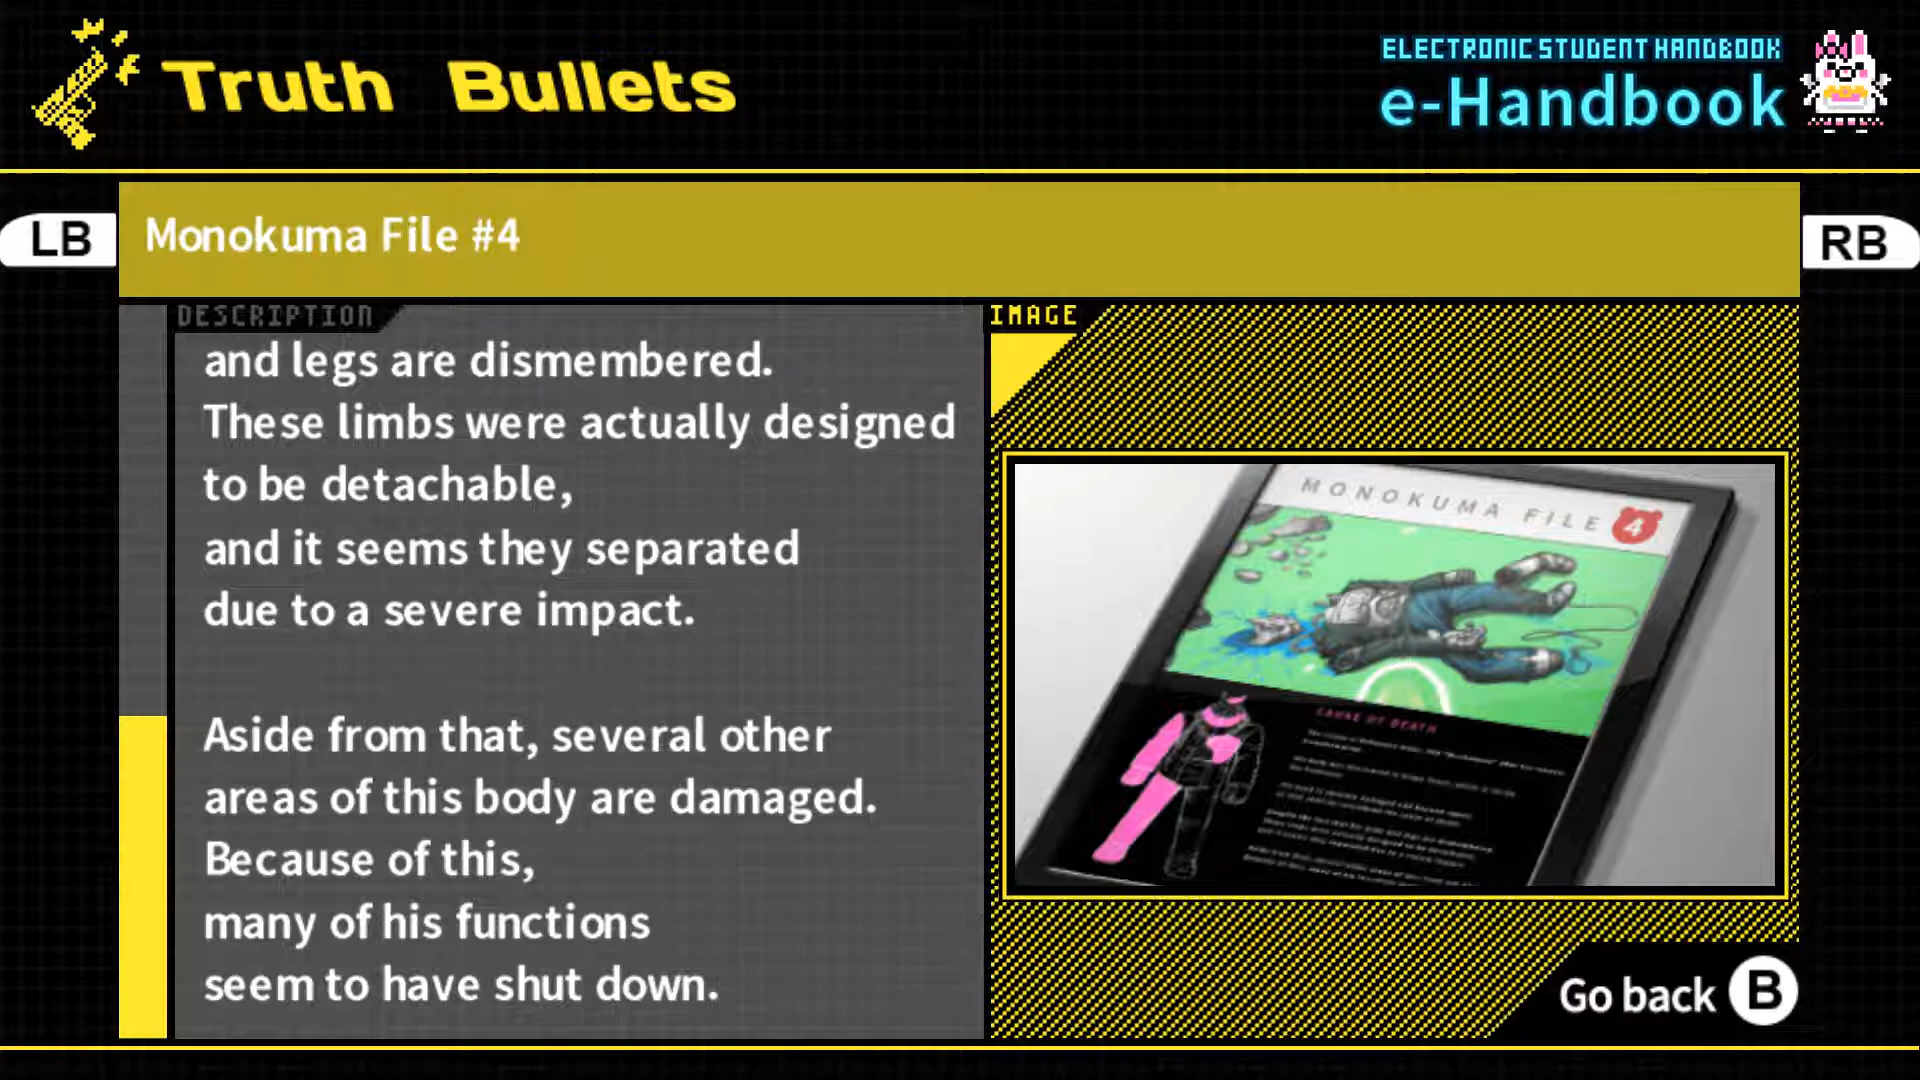 Truth Bullets
ELECTRONIC STUDENT HANDBOOK
e-Handbook
LB
Monokuma File #4
RB
DESCRIPTION
and legs are dismembered.
These limbs were actually designed
to be detachable,
and it seems they separated
due to a severe impact.
Aside from that, several other
areas of this body are damaged.
Because of this,
many of his functions
seem to have shut down.
IMAGE
MONOKUMA FILE 4
CAUSE OF DEATH
Go back B